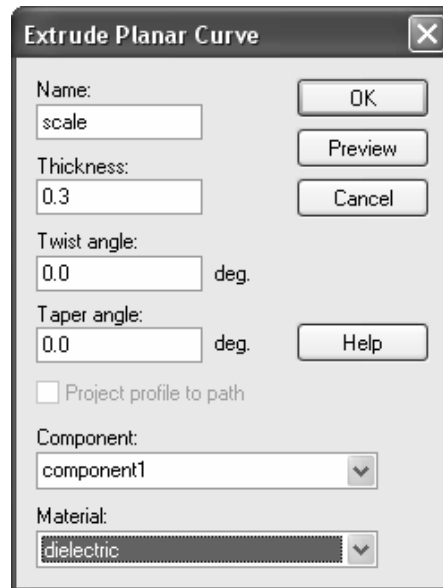 Extrude Planar Curve
Name:
scale
OK
Preview
Thickness:
0.3
Cancel
Twist angle:
0.0 deg.
Taper angle:
0.0 deg.
Help
Project profile to path
Component:
component1
Material:
dielectric